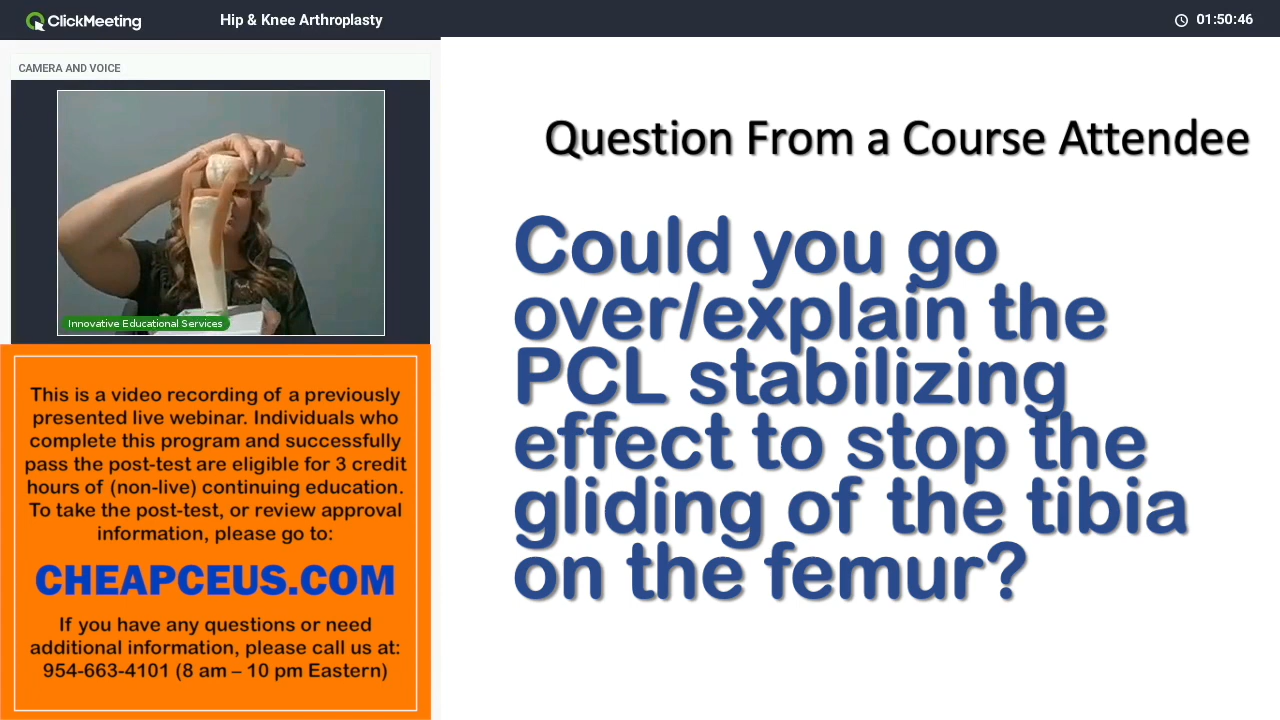 ClickMeeting
Hip & Knee Arthroplasty
01:50:46
CAMERA AND VOICE
Innovative Educational Services
This is a video recording of a previously
presented live webinar. Individuals who
complete this program and successfully
pass the post-test are eligible for 3 credit
hours of (non-live) continuing education.
To take the post-test, or review approval
information, please go to:
CHEAPCEUS.COM
If you have any questions or need
additional information, please call us at:
954-663-4101 (8 am – 10 pm Eastern)
Question From a Course Attendee
Could you go
over/explain the
PCL stabilizing
effect to stop the
gliding of the tibia
on the femur?